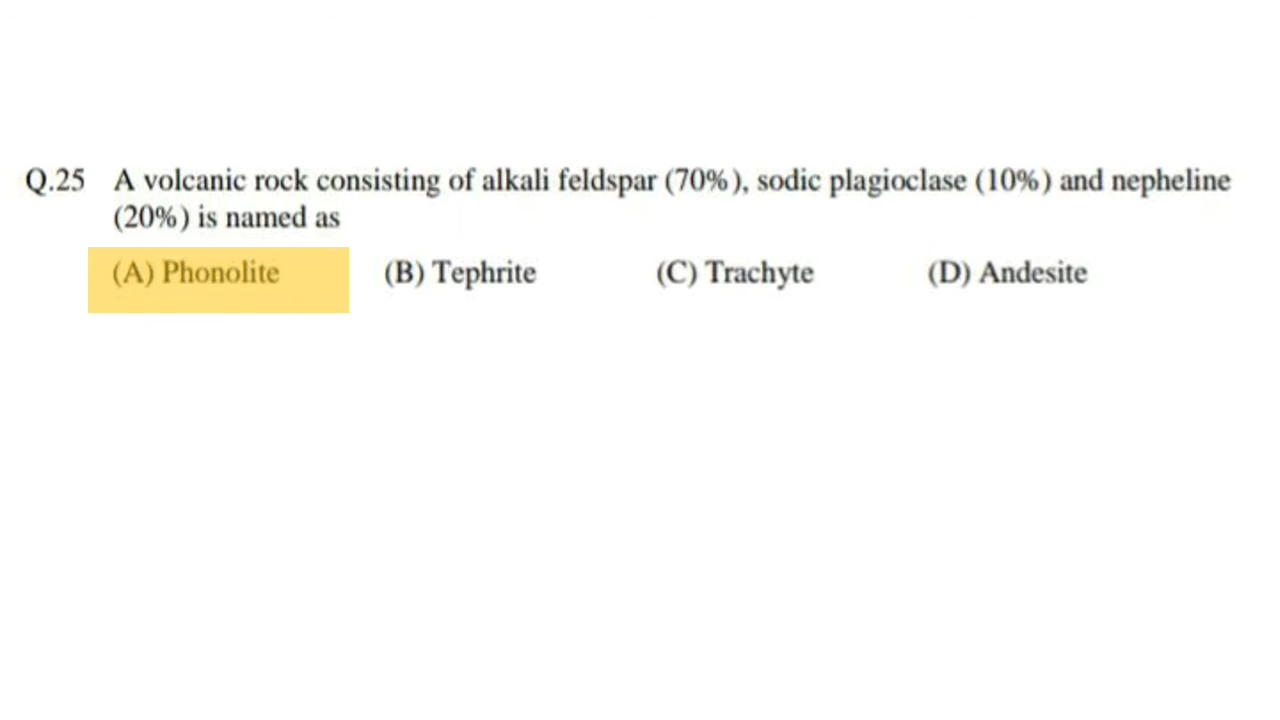 Q.25 A volcanic rock consisting of alkali feldspar (70%), sodic plagioclase (10%) and nepheline
(20%) is named as
(A) Phonolite (B) Tephrite (C) Trachyte (D) Andesite